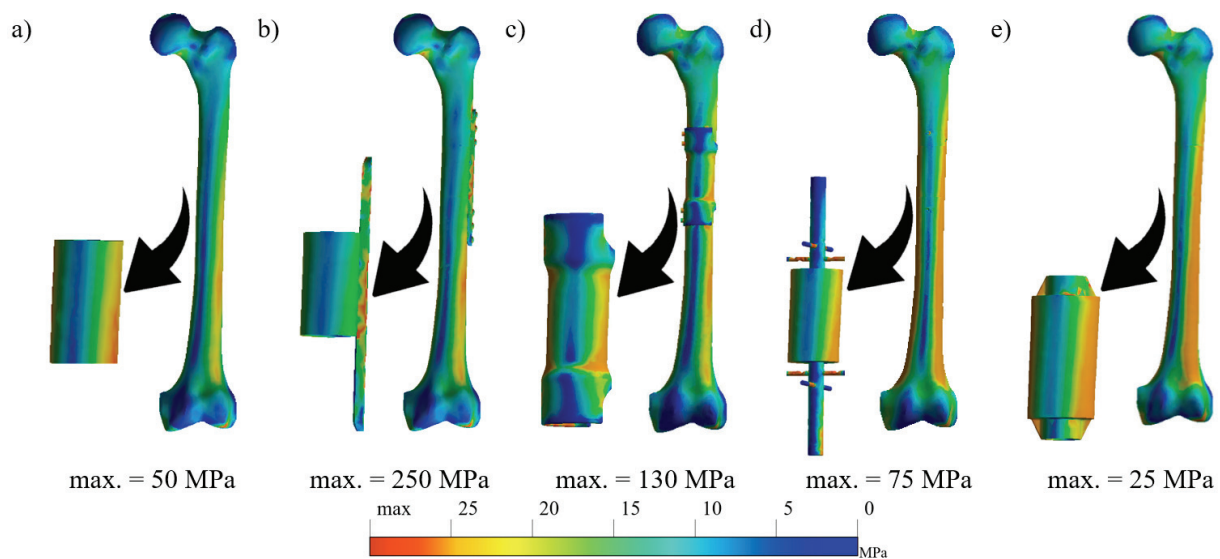 a) b) c) d) e)
max. = 50 MPa max. = 250 MPa max. = 130 MPa max. = 75 MPa max. = 25 MPa
max 25 20 15 10 5 0
MPa